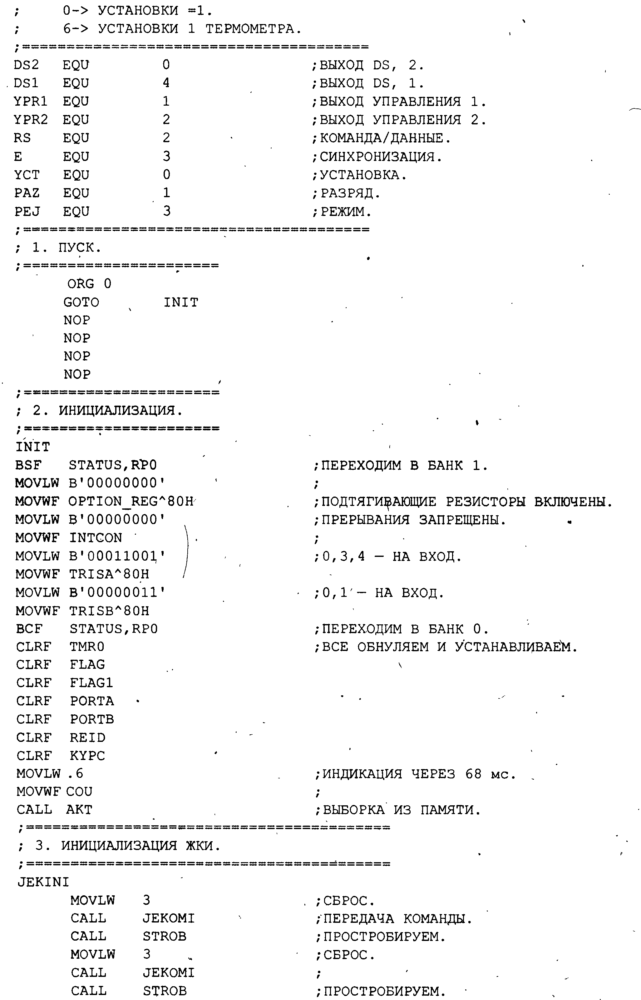 ;     0-> УСТАНОВКИ =1.
;     6-> УСТАНОВКИ 1 ТЕРМОМЕТРА.
;=======================================
DS2   EQU   0   ;ВЫХОД DS, 2.
DS1   EQU   4   ;ВЫХОД DS, 1.
YPR1  EQU   1   ;ВЫХОД УПРАВЛЕНИЯ 1.
YPR2  EQU   2   ;ВЫХОД УПРАВЛЕНИЯ 2.
RS    EQU   2   ;КОМАНДА/ДАННЫЕ.
E     EQU   3   ;СИНХРОНИЗАЦИЯ.
YCT   EQU   0   ;УСТАНОВКА.
PAZ   EQU   1   ;РАЗРЯД.
PEJ   EQU   3   ;РЕЖИМ.
;=======================================
; 1. ПУСК.
;======================
ORG 0
GOTO   INIT
NOP
NOP
NOP
NOP
;======================
; 2. ИНИЦИАЛИЗАЦИЯ.
;======================
INIT
BSF   STATUS,RP0   ;ПЕРЕХОДИМ В БАНК 1.
MOVLW B'00000000'   ;
MOVWF OPTION_REG^80H   ;ПОДТЯГИВАЮЩИЕ РЕЗИСТОРЫ ВКЛЮЧЕНЫ.
MOVLW B'00000000'   ;ПРЕРЫВАНИЯ ЗАПРЕЩЕНЫ.
MOVWF INTCON   ;
MOVLW B'00011001'   ;0,3,4 — НА ВХОД.
MOVWF TRISA^80H
MOVLW B'00000011'   ;0,1 — НА ВХОД.
MOVWF TRISB^80H
BCF   STATUS,RP0   ;ПЕРЕХОДИМ В БАНК 0.
CLRF  TMR0   ;ВСЕ ОБНУЛЯЕМ И УСТАНАВЛИВАЕМ.
CLRF  FLAG
CLRF  FLAG1
CLRF  PORTA
CLRF  PORTB
CLRF  REID
CLRF  KYPC
MOVLW .6   ;ИНДИКАЦИЯ ЧЕРЕЗ 68 мс.
MOVWF COU   ;
CALL  AKT   ;ВЫБОРКА ИЗ ПАМЯТИ.
;=========================================
; 3. ИНИЦИАЛИЗАЦИЯ ЖКИ.
;=========================================
JEKINI
MOVLW   3   ;СБРОС.
CALL    JEKOMI   ;ПЕРЕДАЧА КОМАНДЫ.
CALL    STROB   ;ПРОСТРОБИРУЕМ.
MOVLW   3   ;СБРОС.
CALL    JEKOMI   ;
CALL    STROB   ;ПРОСТРОБИРУЕМ.